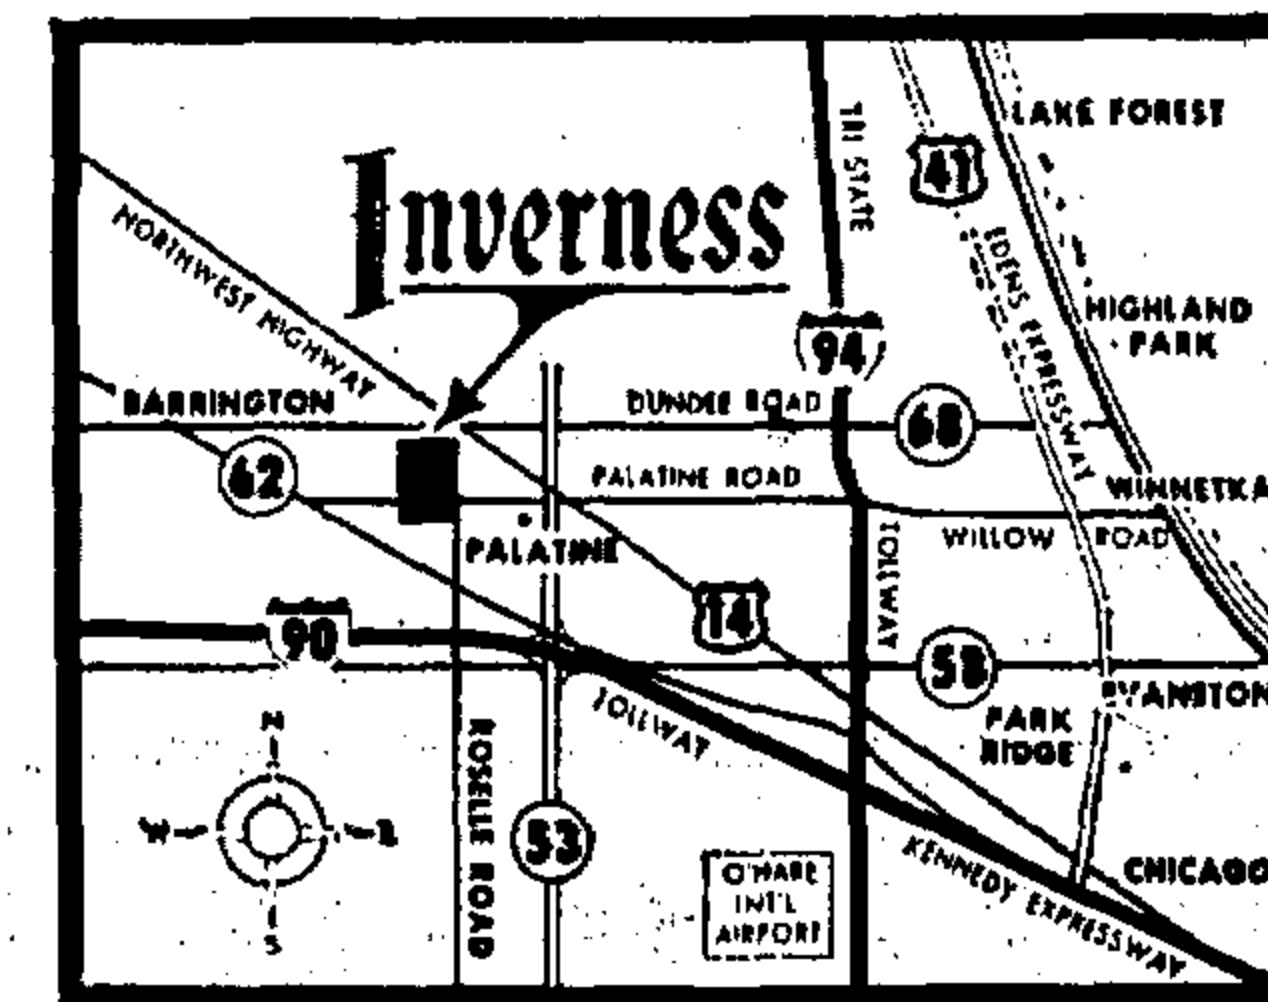 LAKE FOREST
TRI STATE
41
Inverness
NORTHWEST HIGHWAY
EDENS EXPRESSWAY
HIGHLAND
PARK
94
BARRINGTON
DUNDEE ROAD
68
62
PALATINE ROAD
WINNETKA
PALATINE
WILLOW ROAD
TOLLWAY
14
90
58
EVANSTON
TOLLWAY
PARK
RIDGE
N
W
E
S
ROSELLE ROAD
53
O'HARE
INT'L
AIRPORT
KENNEDY EXPRESSWAY
CHICAGO